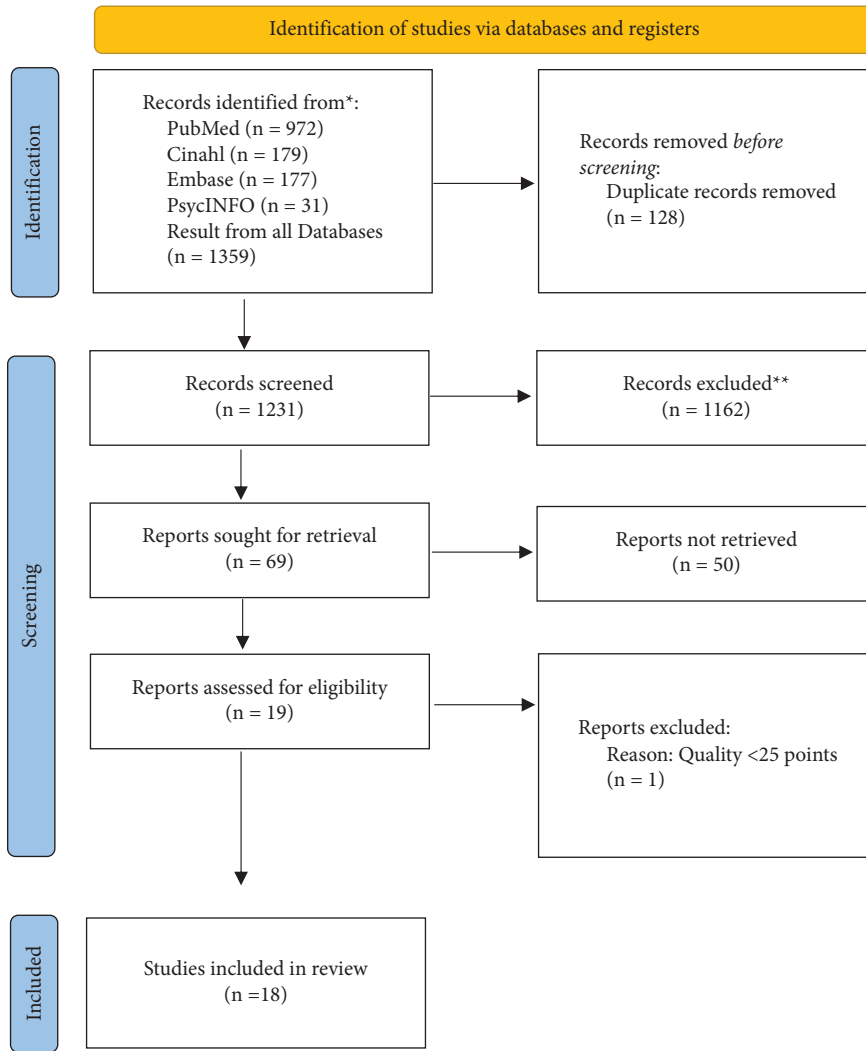 Identification of studies via databases and registers
Identification
Records identified from*:
PubMed (n = 972)
Cinahl (n = 179)
Embase (n = 177)
PsycINFO (n = 31)
Result from all Databases
(n = 1359)
Records removed before
screening:
Duplicate records removed
(n = 128)
Screening
Records screened
(n = 1231)
Records excluded**
(n = 1162)
Reports sought for retrieval
(n = 69)
Reports not retrieved
(n = 50)
Reports assessed for eligibility
(n = 19)
Reports excluded:
Reason: Quality <25 points
(n = 1)
Included
Studies included in review
(n =18)